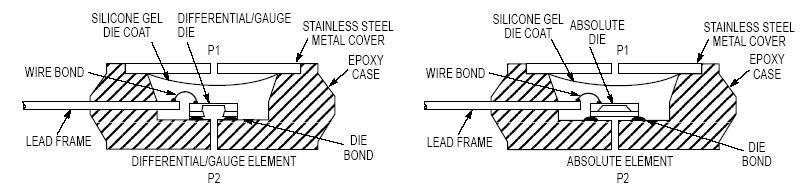 SILICONE GEL
DIE COAT
DIFFERENTIAL/GAUGE
DIE
P1
STAINLESS STEEL
METAL COVER
EPOXY
CASE
WIRE BOND
LEAD FRAME
DIE
BOND
DIFFERENTIAL/GAUGE ELEMENT
P2
SILICONE GEL
DIE COAT
ABSOLUTE
DIE
P1
STAINLESS STEEL
METAL COVER
EPOXY
CASE
WIRE BOND
LEAD FRAME
DIE
BOND
ABSOLUTE ELEMENT
P2